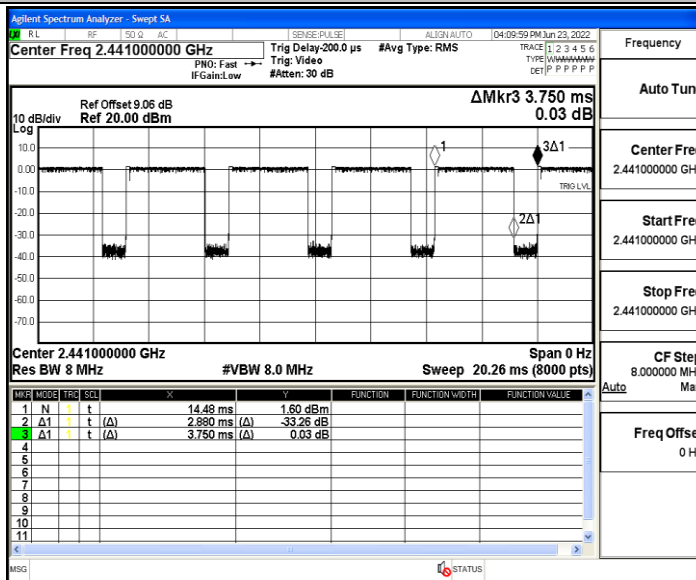 Agilent Spectrum Analyzer - Swept SA
LXI RL RF 50 Ω AC SENSE:PULSE ALIGN AUTO 04:09:59 PM Jun 23, 2022
Center Freq 2.441000000 GHz
PNO: Fast
IFGain:Low
Trig Delay-200.0 µs
Trig: Video
#Atten: 30 dB
#Avg Type: RMS
TRACE 1 2 3 4 5 6
TYPE
DET P P P P P P
Ref Offset 9.06 dB
10 dB/div Ref 20.00 dBm
Log
ΔMkr3 3.750 ms
0.03 dB
10.0
0.00
-10.0
-20.0
-30.0
-40.0
-50.0
-60.0
-70.0
1
3Δ1
TRIG LVL
2Δ1
Center 2.441000000 GHz Span 0 Hz
Res BW 8 MHz #VBW 8.0 MHz Sweep 20.26 ms (8000 pts)
MKR MODE TRC SCL X Y FUNCTION FUNCTION WIDTH FUNCTION VALUE
1 N 1 t 14.48 ms 1.60 dBm
2 Δ1 1 t (Δ) 2.880 ms (Δ) -33.26 dB
3 Δ1 1 t (Δ) 3.750 ms (Δ) 0.03 dB
4
5
6
7
8
9
10
11
MSG STATUS
Frequency
Auto Tun
Center Fre
2.441000000 GH
Start Fre
2.441000000 GH
Stop Fre
2.441000000 GH
CF Step
8.000000 MH
Auto Ma
Freq Offse
0 H